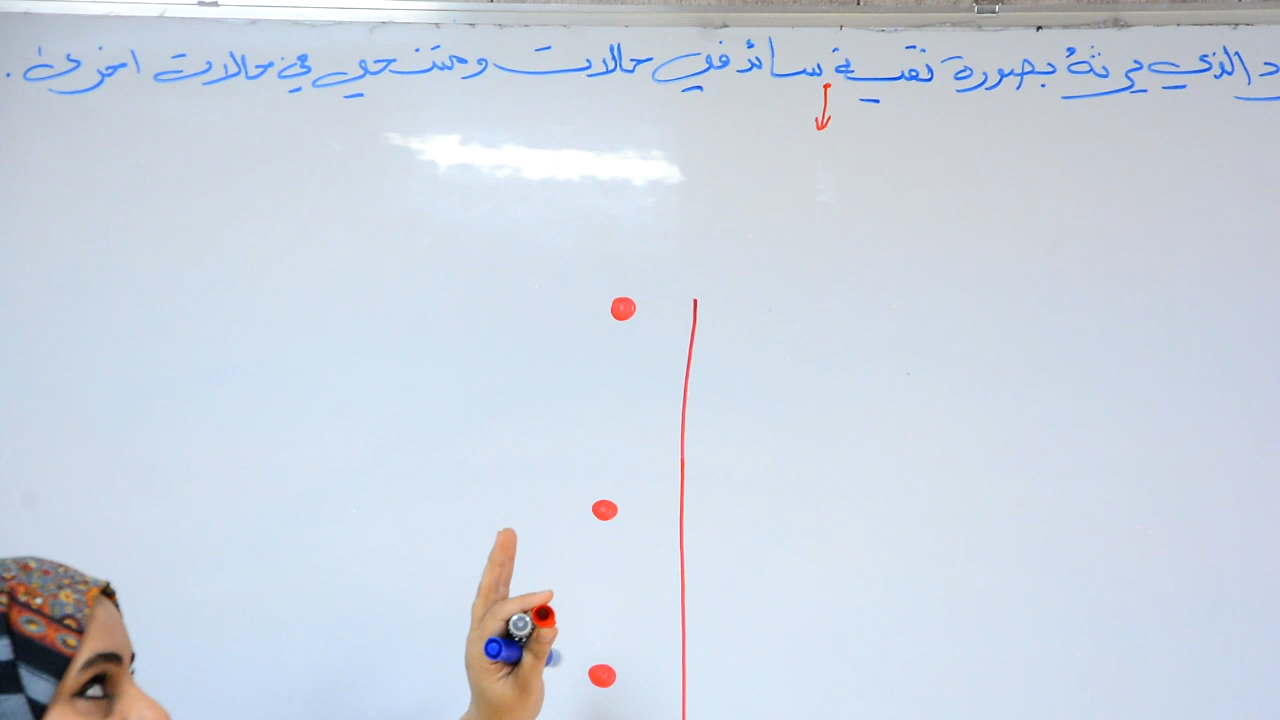 الذي يرثهُ بصورة نقية سائد في حالات ومتنحي في حالات اخرى .